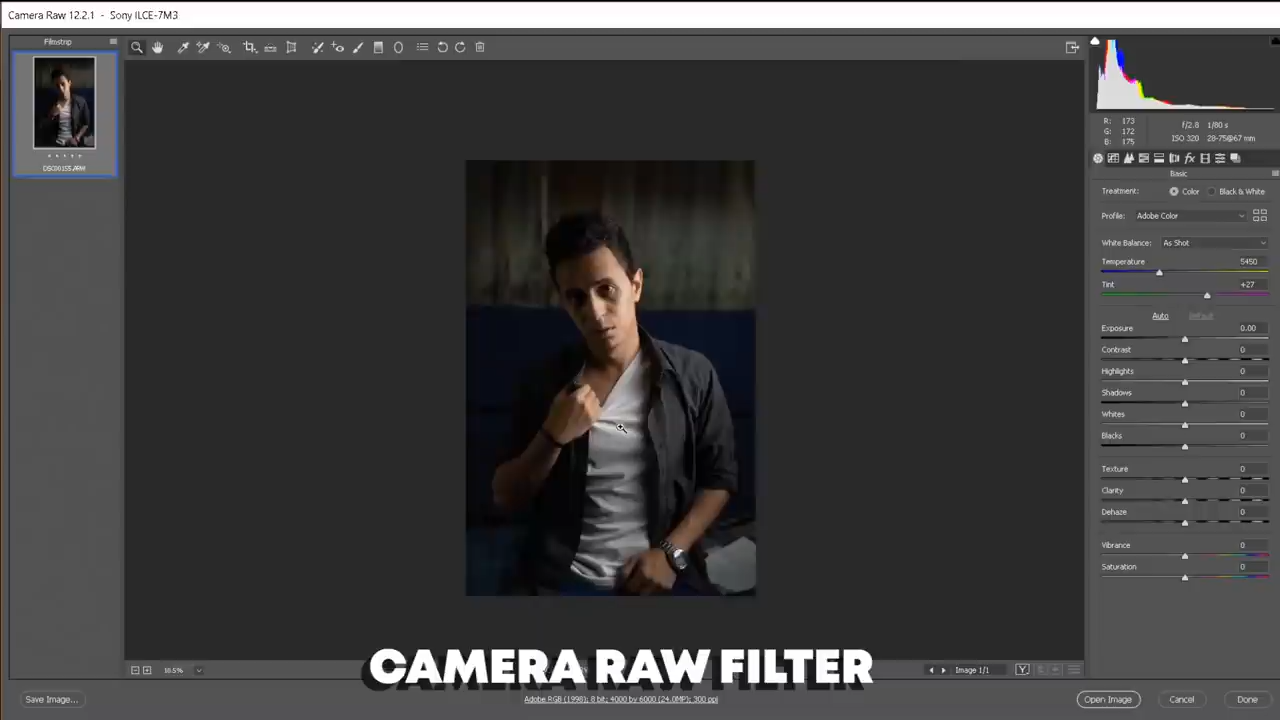 Camera Raw 12.2.1 - Sony ILCE-7M3
Filmstrip
R: 173
G: 172
B: 175
f/2.8 1/80 s
ISO 320 28-75@67 mm
Basic
Treatment: Color Black & White
Profile: Adobe Color
White Balance: As Shot
Temperature 5450
Tint +27
Auto Default
Exposure 0.00
Contrast 0
Highlights 0
Shadows 0
Whites 0
Blacks 0
Texture 0
Clarity 0
Dehaze 0
Vibrance 0
Saturation 0
Image 1/1
CAMERA RAW FILTER
Save Image...
Adobe RGB (1998); 8 bit; 4000 by 6000 (24.0MP); 300 ppi
Open Image Cancel Done